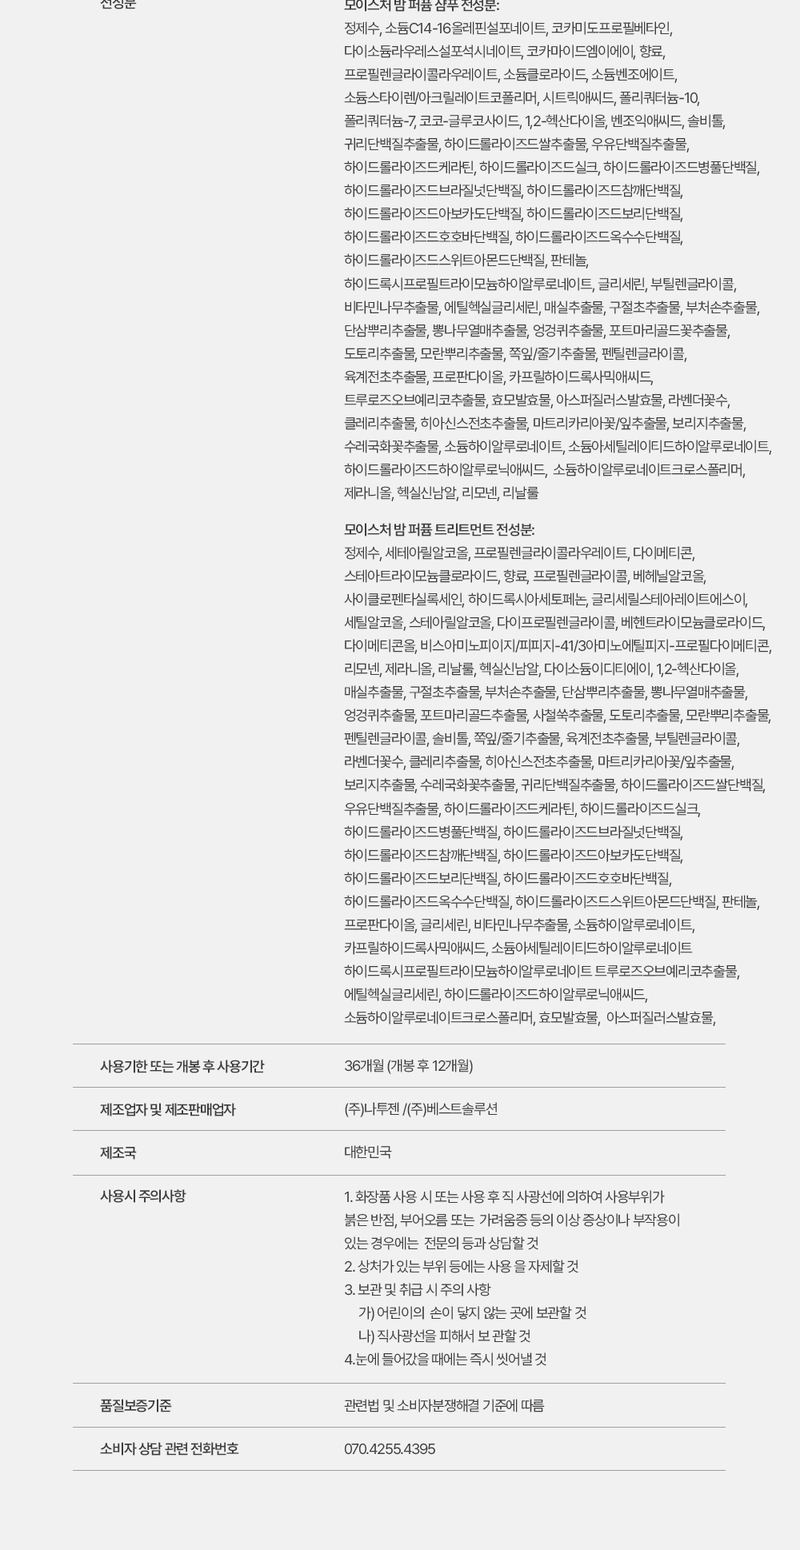 전성분
모이스처 밤 퍼퓸 샴푸 전성분:
정제수, 소듐C14-16올레핀설포네이트, 코카미도프로필베타인,
다이소듐라우레스설포석시네이트, 코카마이드엠이에이, 향료,
프로필렌글라이콜라우레이트, 소듐클로라이드, 소듐벤조에이트,
소듐스타이렌/아크릴레이트코폴리머, 시트릭애씨드, 폴리쿼터늄-10,
폴리쿼터늄-7, 코코-글루코사이드, 1,2-헥산다이올, 벤조익애씨드, 솔비톨,
귀리단백질추출물, 하이드롤라이즈드쌀추출물, 우유단백질추출물,
하이드롤라이즈드케라틴, 하이드롤라이즈드실크, 하이드롤라이즈드병풀단백질,
하이드롤라이즈드브라질넛단백질, 하이드롤라이즈드참깨단백질,
하이드롤라이즈드아보카도단백질, 하이드롤라이즈드보리단백질,
하이드롤라이즈드호호바단백질, 하이드롤라이즈드옥수수단백질,
하이드롤라이즈드스위트아몬드단백질, 판테놀,
하이드록시프로필트라이모늄하이알루로네이트, 글리세린, 부틸렌글라이콜,
비타민나무추출물, 에틸헥실글리세린, 매실추출물, 구절초추출물, 부처손추출물,
단삼뿌리추출물, 뽕나무열매추출물, 엉겅퀴추출물, 포트마리골드꽃추출물,
도토리추출물, 모란뿌리추출물, 쪽잎/줄기추출물, 펜틸렌글라이콜,
육계전초추출물, 프로판다이올, 카프릴하이드록사믹애씨드,
트루로즈오브예리코추출물, 효모발효물, 아스퍼질러스발효물, 라벤더꽃수,
클레리추출물, 히아신스전초추출물, 마트리카리아꽃/잎추출물, 보리지추출물,
수레국화꽃추출물, 소듐하이알루로네이트, 소듐아세틸레이티드하이알루로네이트,
하이드롤라이즈드하이알루로닉애씨드, 소듐하이알루로네이트크로스폴리머,
제라니올, 헥실신남알, 리모넨, 리날룰
모이스처 밤 퍼퓸 트리트먼트 전성분:
정제수, 세테아릴알코올, 프로필렌글라이콜라우레이트, 다이메티콘,
스테아트라이모늄클로라이드, 향료, 프로필렌글라이콜, 베헤닐알코올,
사이클로펜타실록세인, 하이드록시아세토페논, 글리세릴스테아레이트에스이,
세틸알코올, 스테아릴알코올, 다이프로필렌글라이콜, 베헨트라이모늄클로라이드,
다이메티콘올, 비스아미노피이지/피피지-41/3아미노에틸피지-프로필다이메티콘,
리모넨, 제라니올, 리날룰, 헥실신남알, 다이소듐이디티에이, 1,2-헥산다이올,
매실추출물, 구절초추출물, 부처손추출물, 단삼뿌리추출물, 뽕나무열매추출물,
엉겅퀴추출물, 포트마리골드추출물, 사철쑥추출물, 도토리추출물, 모란뿌리추출물,
펜틸렌글라이콜, 솔비톨, 쪽잎/줄기추출물, 육계전초추출물, 부틸렌글라이콜,
라벤더꽃수, 클레리추출물, 히아신스전초추출물, 마트리카리아꽃/잎추출물,
보리지추출물, 수레국화꽃추출물, 귀리단백질추출물, 하이드롤라이즈드쌀단백질,
우유단백질추출물, 하이드롤라이즈드케라틴, 하이드롤라이즈드실크,
하이드롤라이즈드병풀단백질, 하이드롤라이즈드브라질넛단백질,
하이드롤라이즈드참깨단백질, 하이드롤라이즈드아보카도단백질,
하이드롤라이즈드보리단백질, 하이드롤라이즈드호호바단백질,
하이드롤라이즈드옥수수단백질, 하이드롤라이즈드스위트아몬드단백질, 판테놀,
프로판다이올, 글리세린, 비타민나무추출물, 소듐하이알루로네이트,
카프릴하이드록사믹애씨드, 소듐아세틸레이티드하이알루로네이트
하이드록시프로필트라이모늄하이알루로네이트 트루로즈오브예리코추출물,
에틸헥실글리세린, 하이드롤라이즈드하이알루로닉애씨드,
소듐하이알루로네이트크로스폴리머, 효모발효물, 아스퍼질러스발효물,
사용기한 또는 개봉 후 사용기간
36개월 (개봉 후 12개월)
제조업자 및 제조판매업자
(주)나투젠 /(주)베스트솔루션
제조국
대한민국
사용시 주의사항
1. 화장품 사용 시 또는 사용 후 직 사광선에 의하여 사용부위가
붉은 반점, 부어오름 또는 가려움증 등의 이상 증상이나 부작용이
있는 경우에는 전문의 등과 상담할 것
2. 상처가 있는 부위 등에는 사용 을 자제할 것
3. 보관 및 취급 시 주의 사항
가) 어린이의 손이 닿지 않는 곳에 보관할 것
나) 직사광선을 피해서 보 관할 것
4.눈에 들어갔을 때에는 즉시 씻어낼 것
품질보증기준
관련법 및 소비자분쟁해결 기준에 따름
소비자 상담 관련 전화번호
070.4255.4395